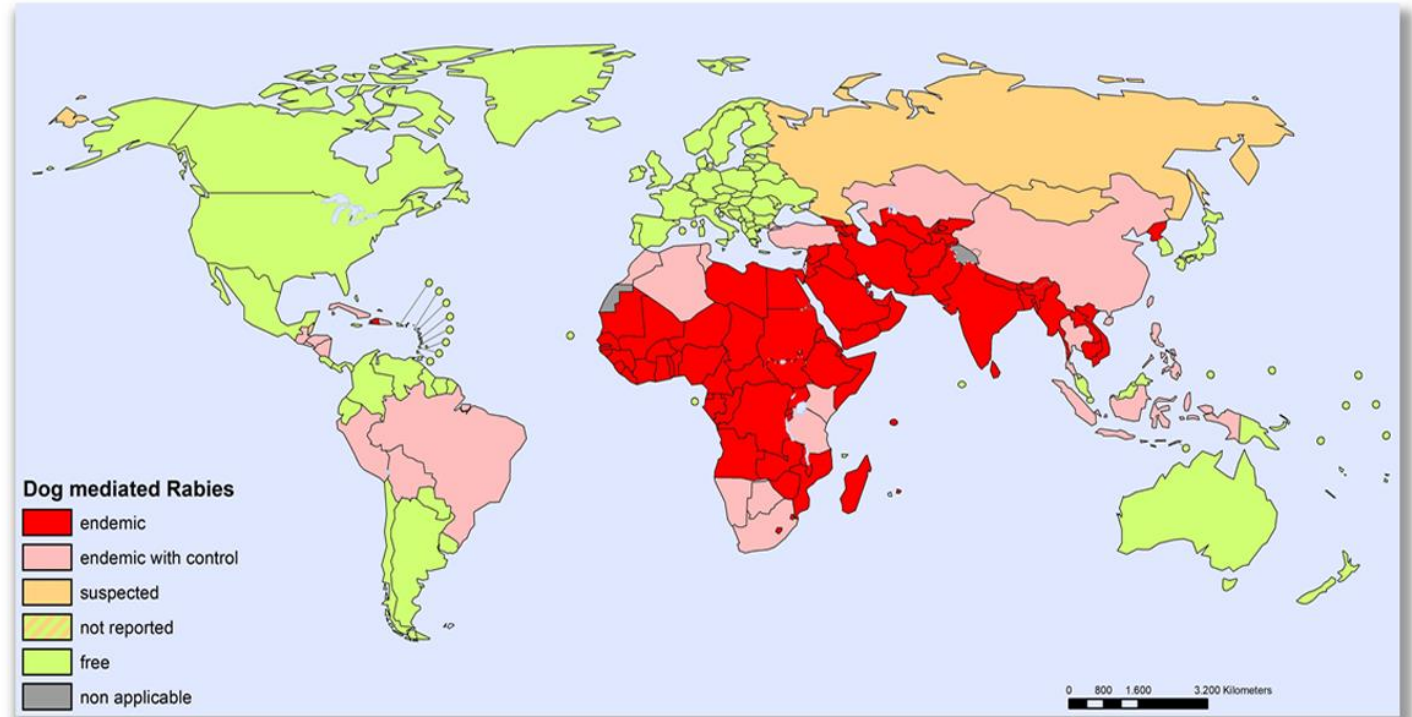 Dog mediated Rabies
endemic
endemic with control
suspected
not reported
free
non applicable
0 800 1.600 3.200 Kilometers